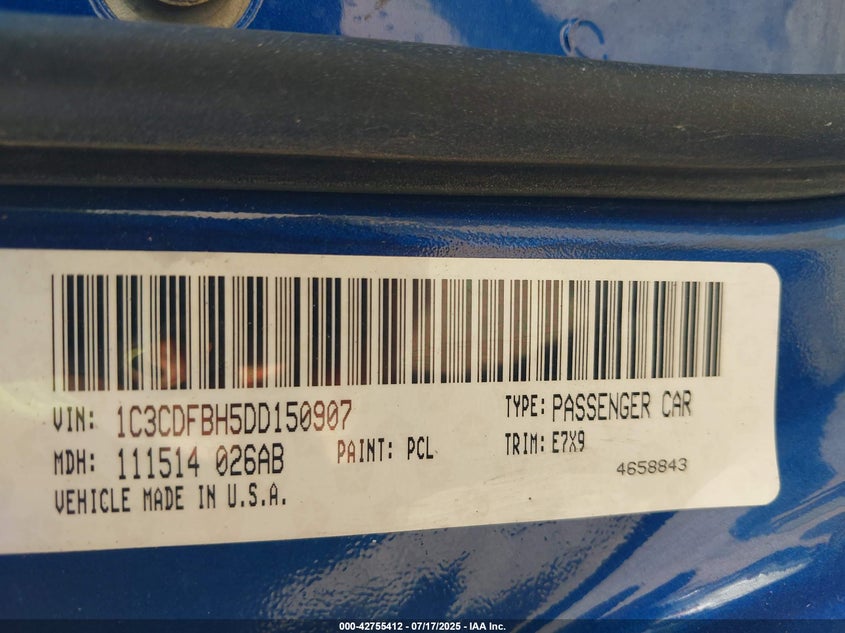 VIN: 1C3CDFBH5DD150907 TYPE: PASSENGER CAR
MDH: 111514 026AB PAINT: PCL TRIM: E7X9
4658843
VEHICLE MADE IN U.S.A.
000-42755412 / 07/17/2025 - IAA Inc.